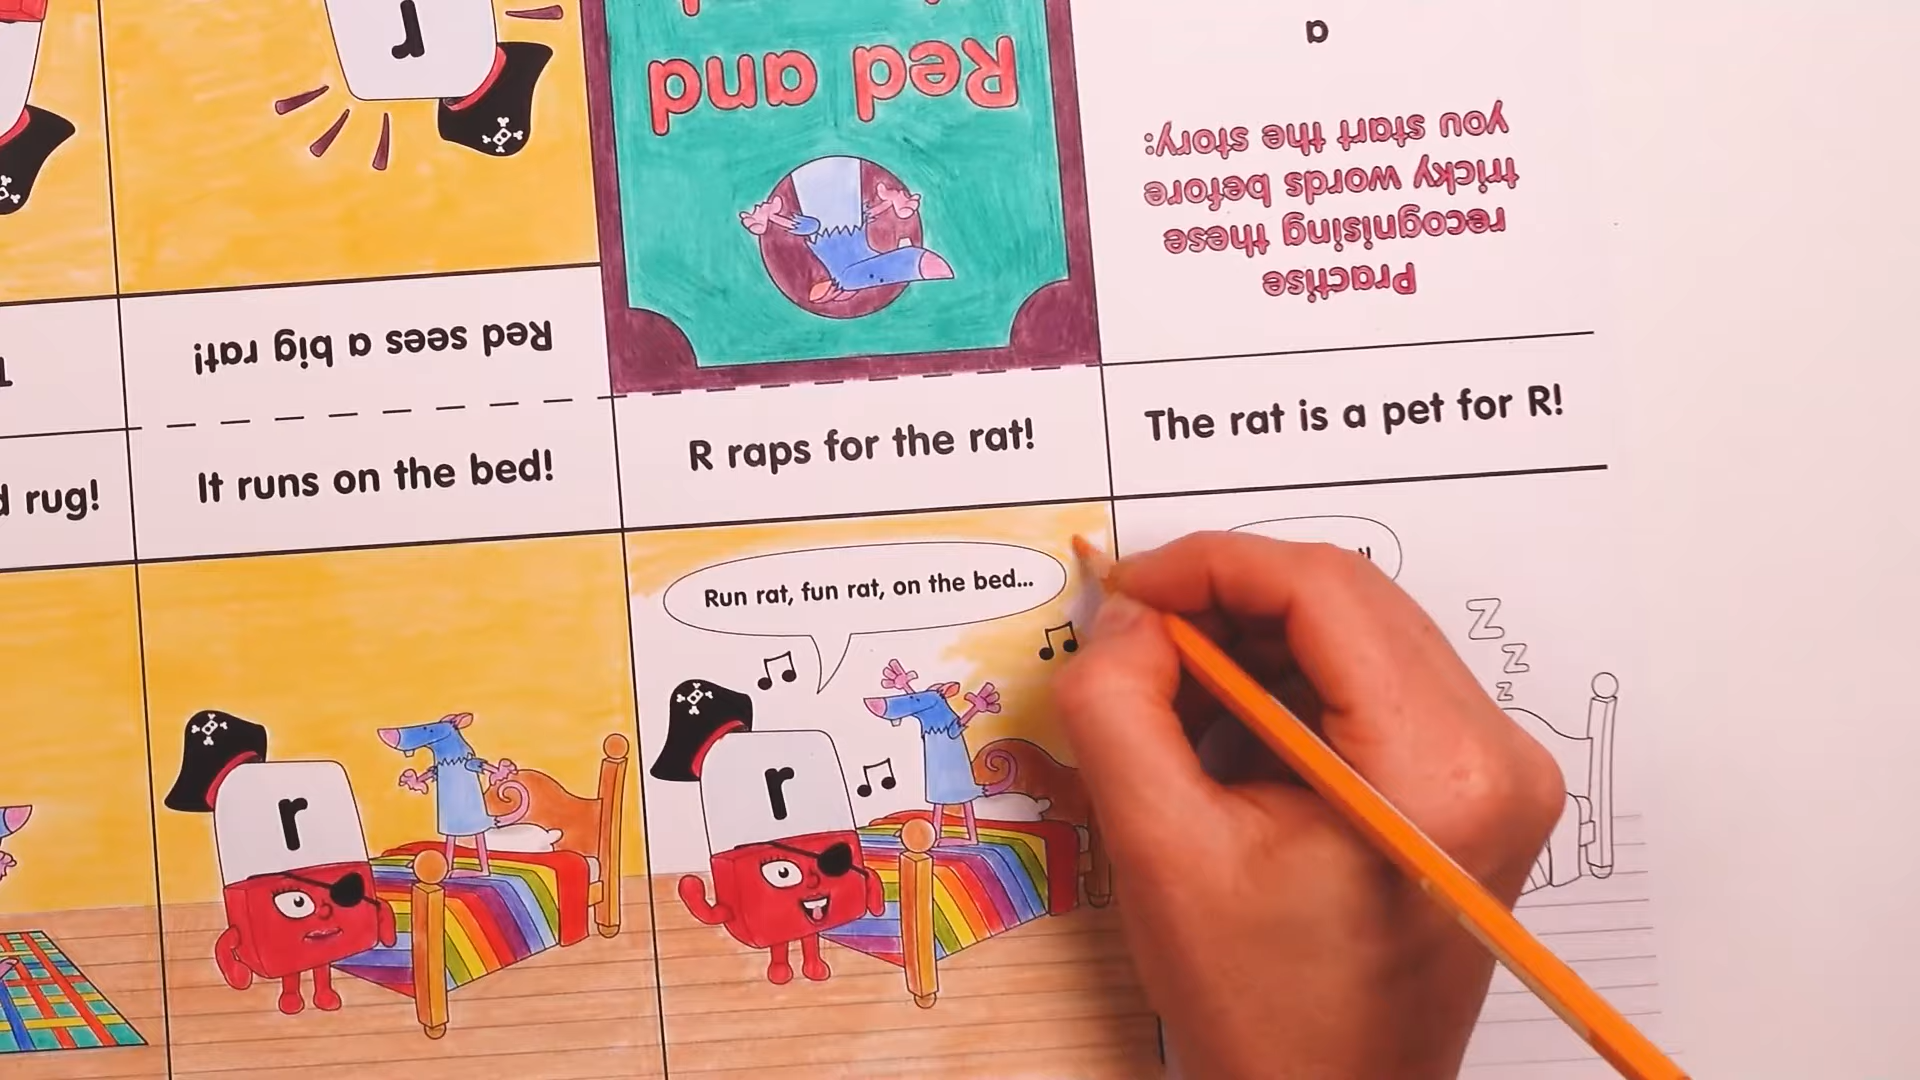 r
Red and
a
Practise
recognising these
tricky words before
you start the story:
Red sees a big rat!
rug!
It runs on the bed!
R raps for the rat!
The rat is a pet for R!
Run rat, fun rat, on the bed...
Z
Z
Z
r
r